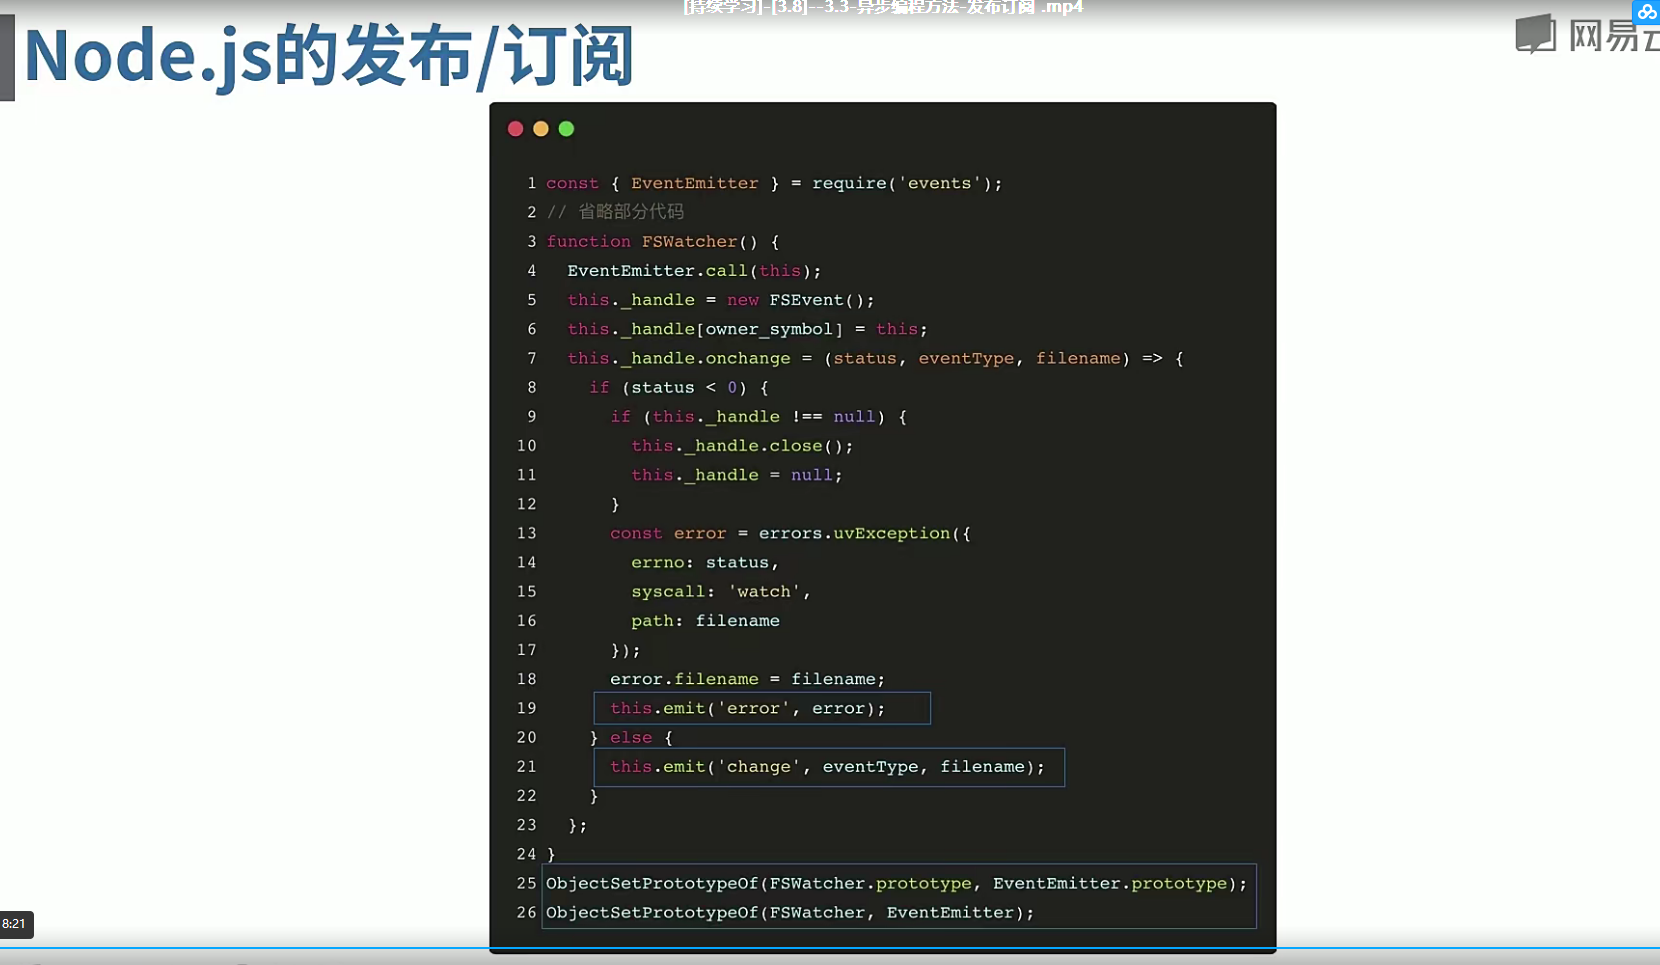 [持续学习]-[3.8]--3.3-异步编程方法-发布订阅 .mp4
Node.js的发布/订阅
网易云
1 const { EventEmitter } = require('events');
2 // 省略部分代码
3 function FSWatcher() {
4 EventEmitter.call(this);
5 this._handle = new FSEvent();
6 this._handle[owner_symbol] = this;
7 this._handle.onchange = (status, eventType, filename) => {
8 if (status < 0) {
9 if (this._handle !== null) {
10 this._handle.close();
11 this._handle = null;
12 }
13 const error = errors.uvException({
14 errno: status,
15 syscall: 'watch',
16 path: filename
17 });
18 error.filename = filename;
19 this.emit('error', error);
20 } else {
21 this.emit('change', eventType, filename);
22 }
23 };
24 }
25 ObjectSetPrototypeOf(FSWatcher.prototype, EventEmitter.prototype);
26 ObjectSetPrototypeOf(FSWatcher, EventEmitter);
8:21